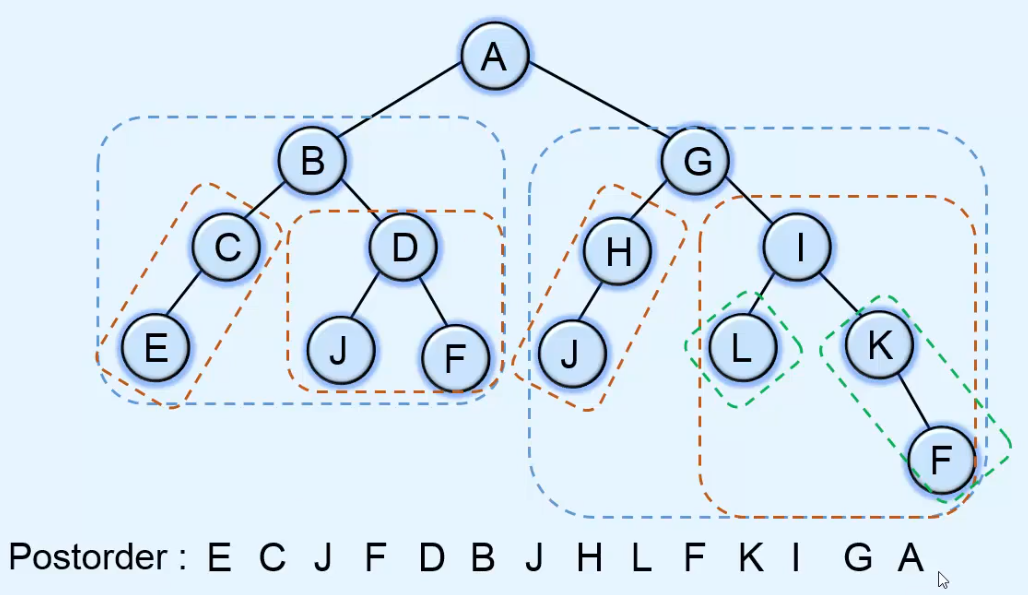 A
B G
C D H I
E J F J L K
F
Postorder : E C J F D B J H L F K I G A